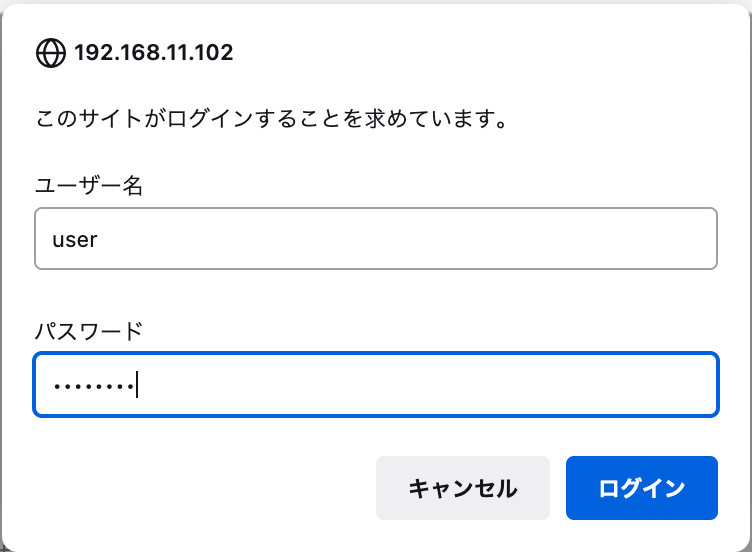 192.168.11.102
このサイトがログインすることを求めています。
ユーザー名
user
パスワード
••••••••
キャンセル
ログイン